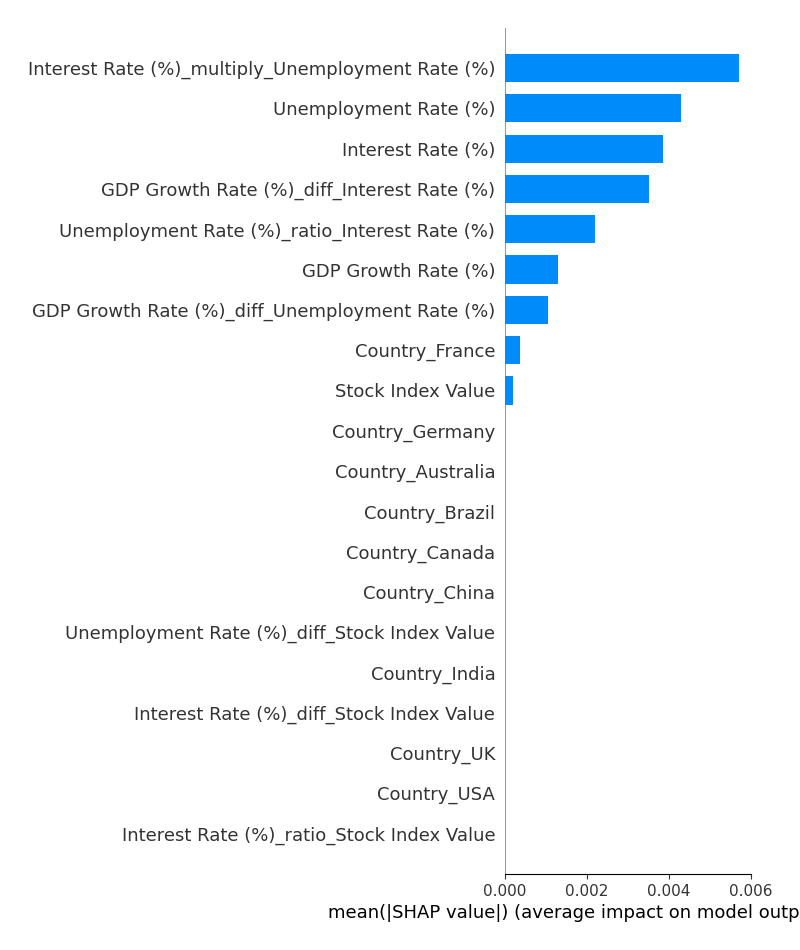 Interest Rate (%)_multiply_Unemployment Rate (%)
Unemployment Rate (%)
Interest Rate (%)
GDP Growth Rate (%)_diff_Interest Rate (%)
Unemployment Rate (%)_ratio_Interest Rate (%)
GDP Growth Rate (%)
GDP Growth Rate (%)_diff_Unemployment Rate (%)
Country_France
Stock Index Value
Country_Germany
Country_Australia
Country_Brazil
Country_Canada
Country_China
Unemployment Rate (%)_diff_Stock Index Value
Country_India
Interest Rate (%)_diff_Stock Index Value
Country_UK
Country_USA
Interest Rate (%)_ratio_Stock Index Value
0.000 0.002 0.004 0.006
mean(|SHAP value|) (average impact on model outp